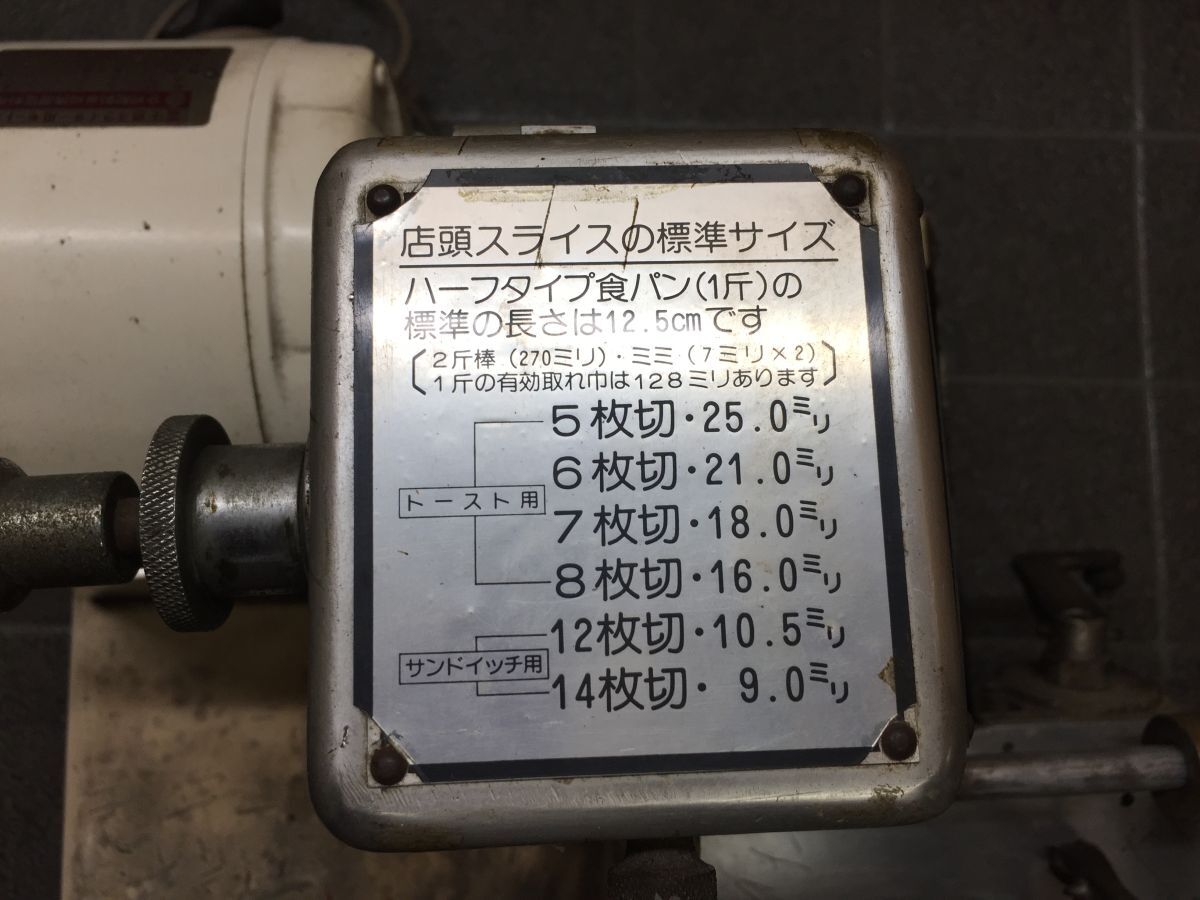 店頭スライスの標準サイズ
ハーフタイプ食パン(1斤)の
標準の長さは12.5cmです
2斤棒(270ミリ)・ミミ(7ミリ×2)
1斤の有効取れ巾は128ミリあります
5枚切・25.0ミリ
6枚切・21.0ミリ
トースト用
7枚切・18.0ミリ
8枚切・16.0ミリ
12枚切・10.5ミリ
サンドイッチ用
14枚切・9.0ミリ